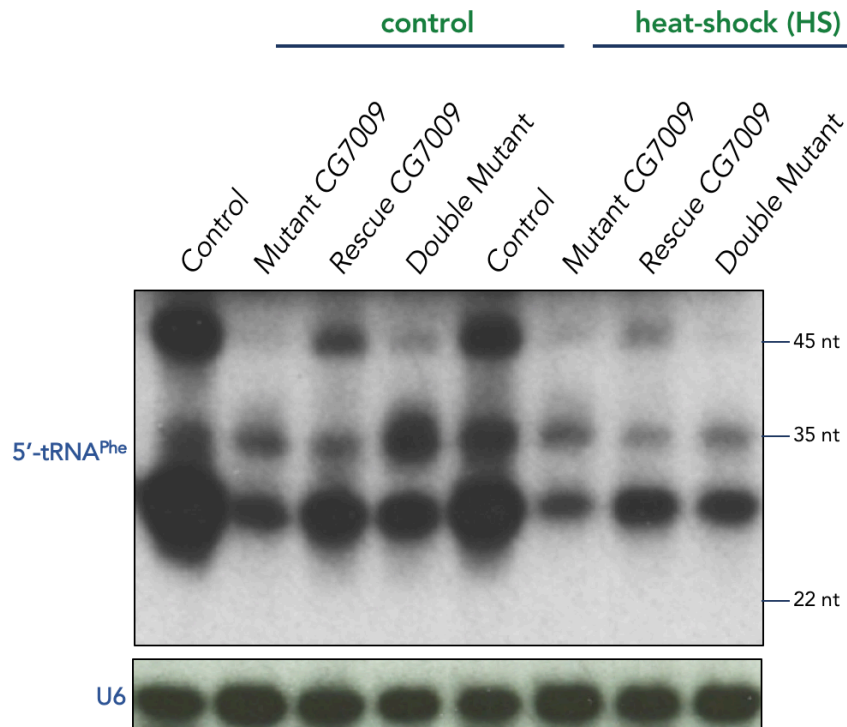 control
heat-shock (HS)
Control
Mutant CG7009
Rescue CG7009
Double Mutant
Control
Mutant CG7009
Rescue CG7009
Double Mutant
45 nt
35 nt
5′-tRNAPhe
22 nt
U6